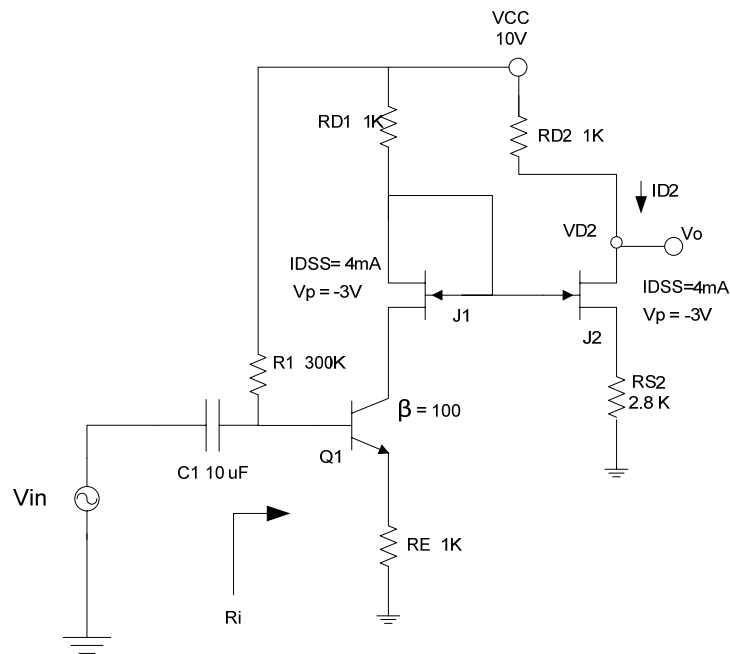 VCC
10V
RD1 1K
RD2 1K
ID2
VD2
Vo
IDSS= 4mA
Vp = -3V
J1
IDSS=4mA
Vp = -3V
J2
R1 300K
RS2
2.8 K
β = 100
Q1
C1 10 uF
Vin
RE 1K
Ri